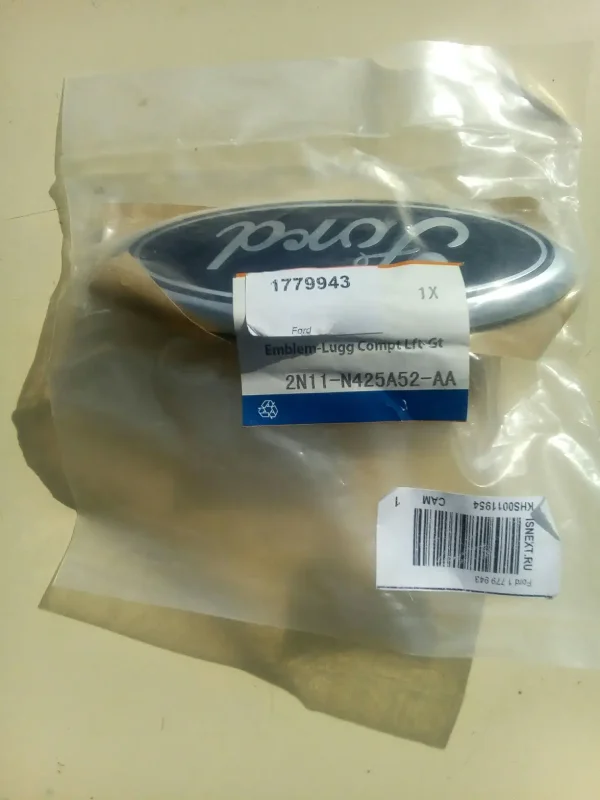 Ford
1779943
1X
Ford
Emblem-Lugg Compt Lft-Gt
2N11-N425A52-AA
KHS0011954 CAM 1
ISNEXT.RU
Ford 1 779 943